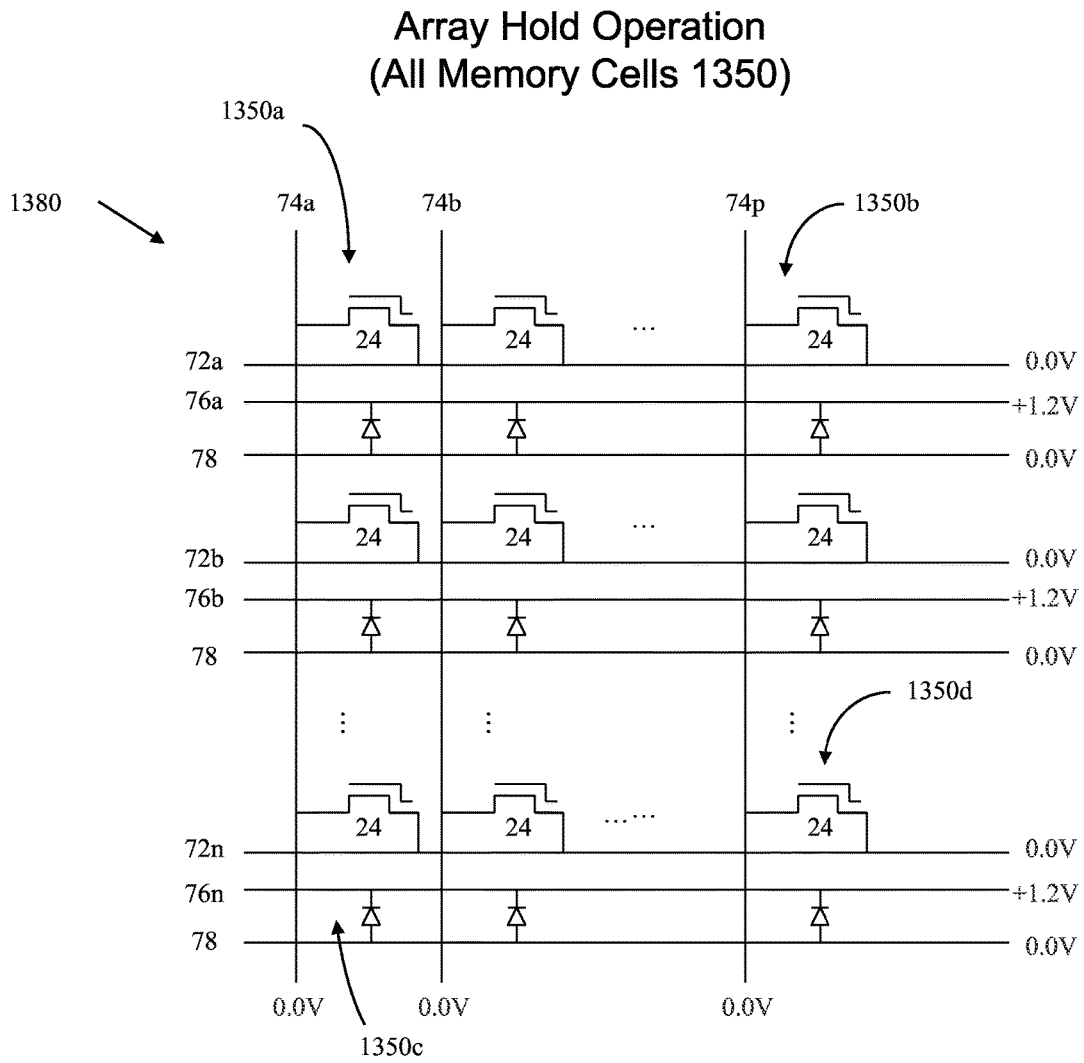 Array Hold Operation
(All Memory Cells 1350)
1350a
1380
74a 74b 74p 1350b
24 24 ... 24
72a 0.0V
76a +1.2V
78 0.0V
24 24 ... 24
72b 0.0V
76b +1.2V
78 0.0V
1350d
⋮ ⋮ ⋮
24 24 ...... 24
72n 0.0V
76n +1.2V
78 0.0V
0.0V 0.0V 0.0V
1350c